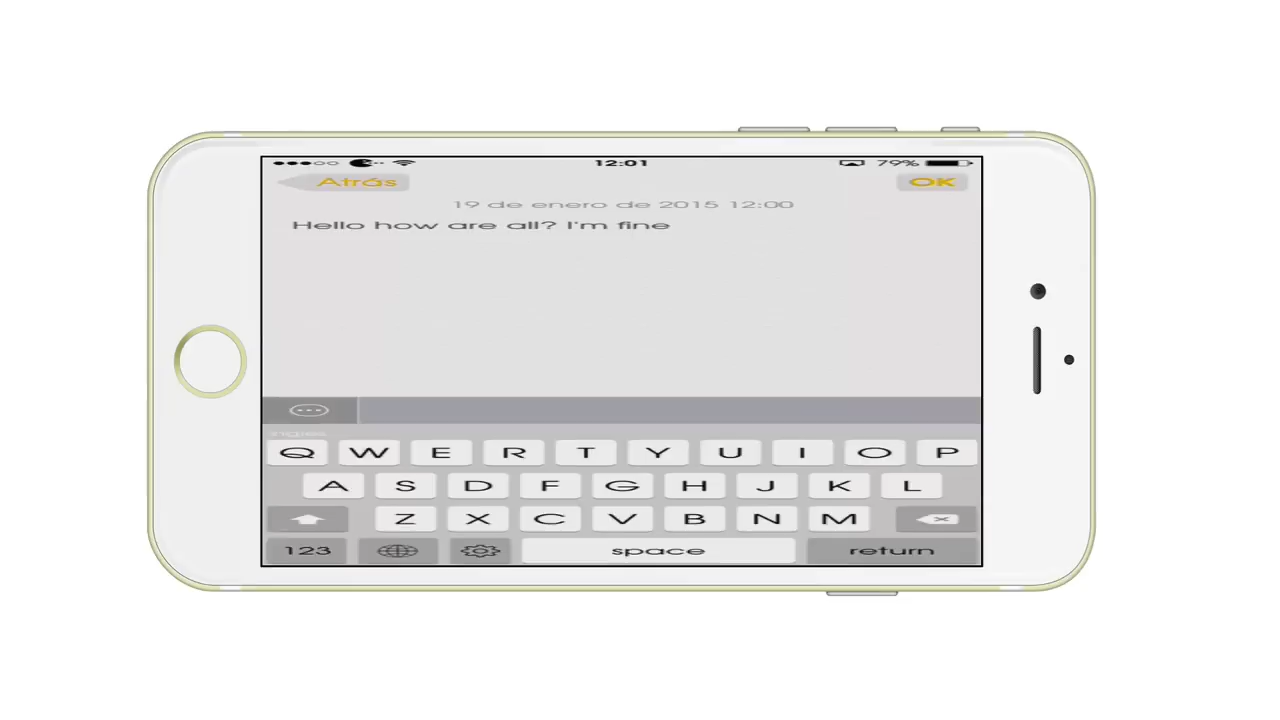 12:01 79%
Atrás OK
19 de enero de 2015 12:00
Hello how are all? I'm fine
Q W E R T Y U I O P
A S D F G H J K L
Z X C V B N M
123 space return